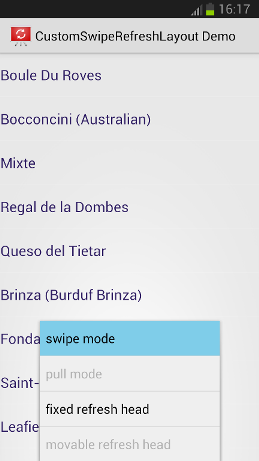 16:17
CustomSwipeRefreshLayout Demo
Boule Du Roves
Bocconcini (Australian)
Mixte
Regal de la Dombes
Queso del Tietar
Brinza (Burduf Brinza)
Fonda
swipe mode
pull mode
Saint-
fixed refresh head
Leafie
movable refresh head